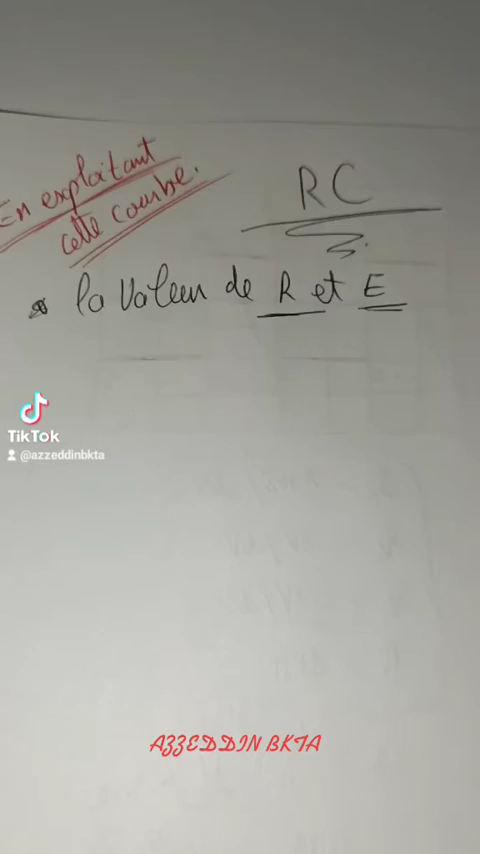 En exploitant
cette courbe.
RC
la valeur de R et E
TikTok
@azzeddinbkta
AZZEDDIN BKTA